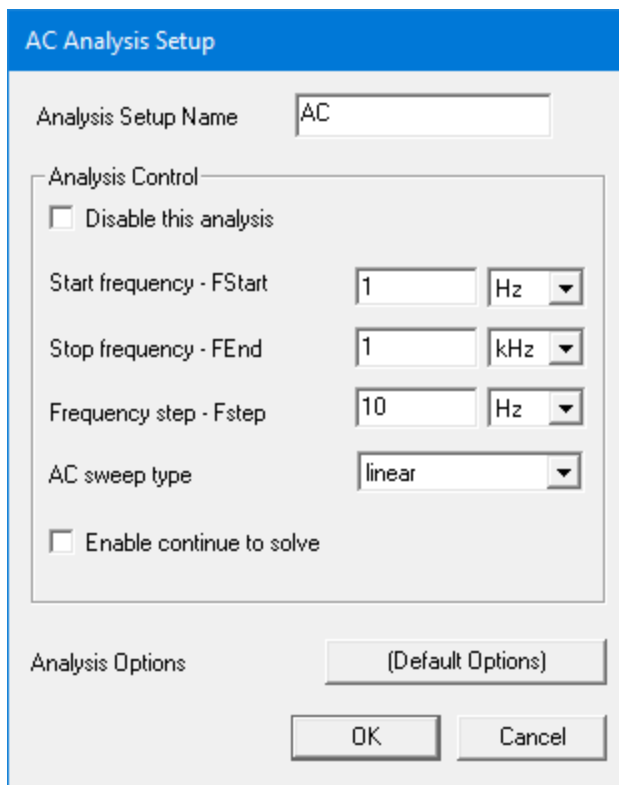 AC Analysis Setup
Analysis Setup Name AC
Analysis Control
Disable this analysis
Start frequency - FStart 1 Hz
Stop frequency - FEnd 1 kHz
Frequency step - Fstep 10 Hz
AC sweep type linear
Enable continue to solve
Analysis Options (Default Options)
OK Cancel